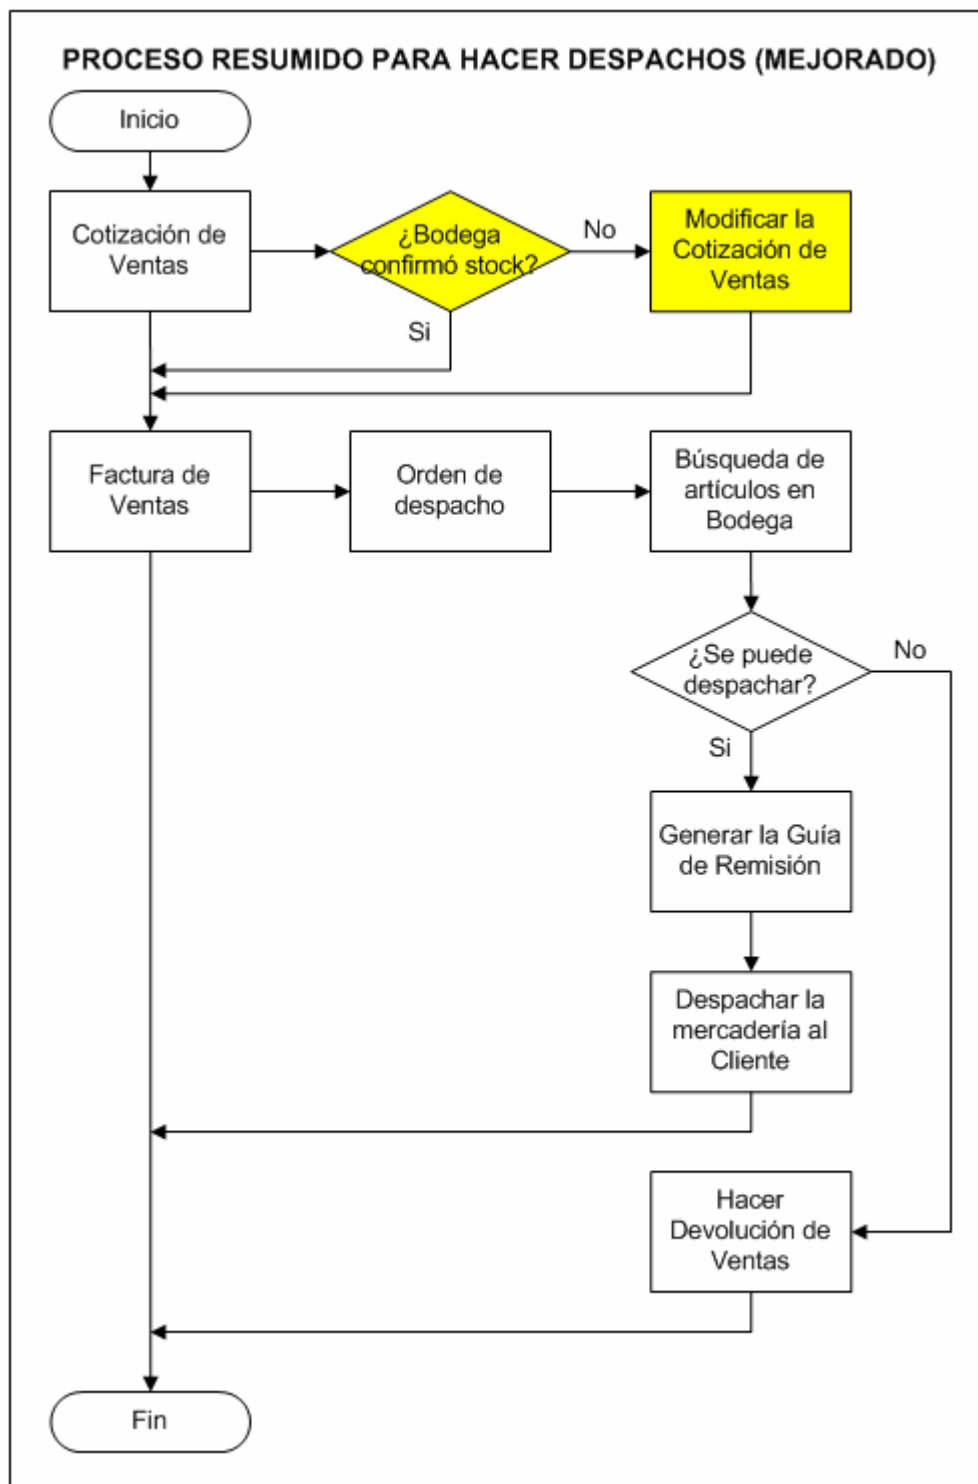 PROCESO RESUMIDO PARA HACER DESPACHOS (MEJORADO)
Inicio
Cotización de
Ventas
¿Bodega
confirmó stock?
No
Modificar la
Cotización de
Ventas
Si
Factura de
Ventas
Orden de
despacho
Búsqueda de
artículos en
Bodega
¿Se puede
despachar?
No
Si
Generar la Guía
de Remisión
Despachar la
mercadería al
Cliente
Hacer
Devolución de
Ventas
Fin